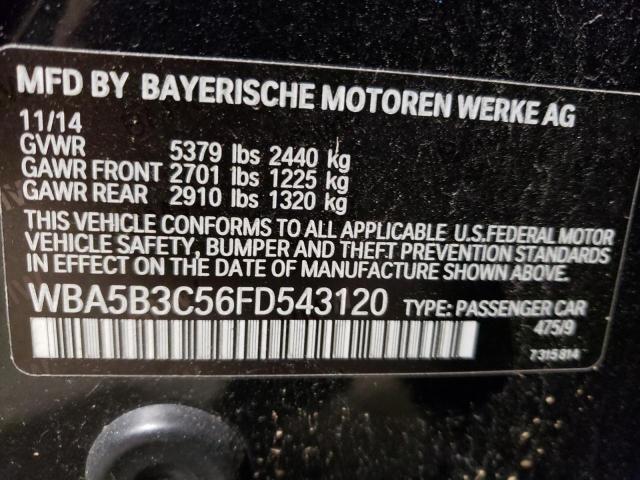 MFD BY BAYERISCHE MOTOREN WERKE AG
11/14
GVWR 5379 lbs 2440 kg
GAWR FRONT 2701 lbs 1225 kg
GAWR REAR 2910 lbs 1320 kg
THIS VEHICLE CONFORMS TO ALL APPLICABLE U.S.FEDERAL MOTOR
VEHICLE SAFETY, BUMPER AND THEFT PREVENTION STANDARDS
IN EFFECT ON THE DATE OF MANUFACTURE SHOWN ABOVE.
WBA5B3C56FD543120 TYPE: PASSENGER CAR
475/9
7315814